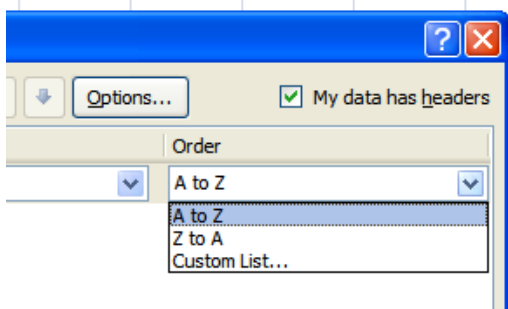 ?
Options...
My data has headers
Order
A to Z
A to Z
Z to A
Custom List...